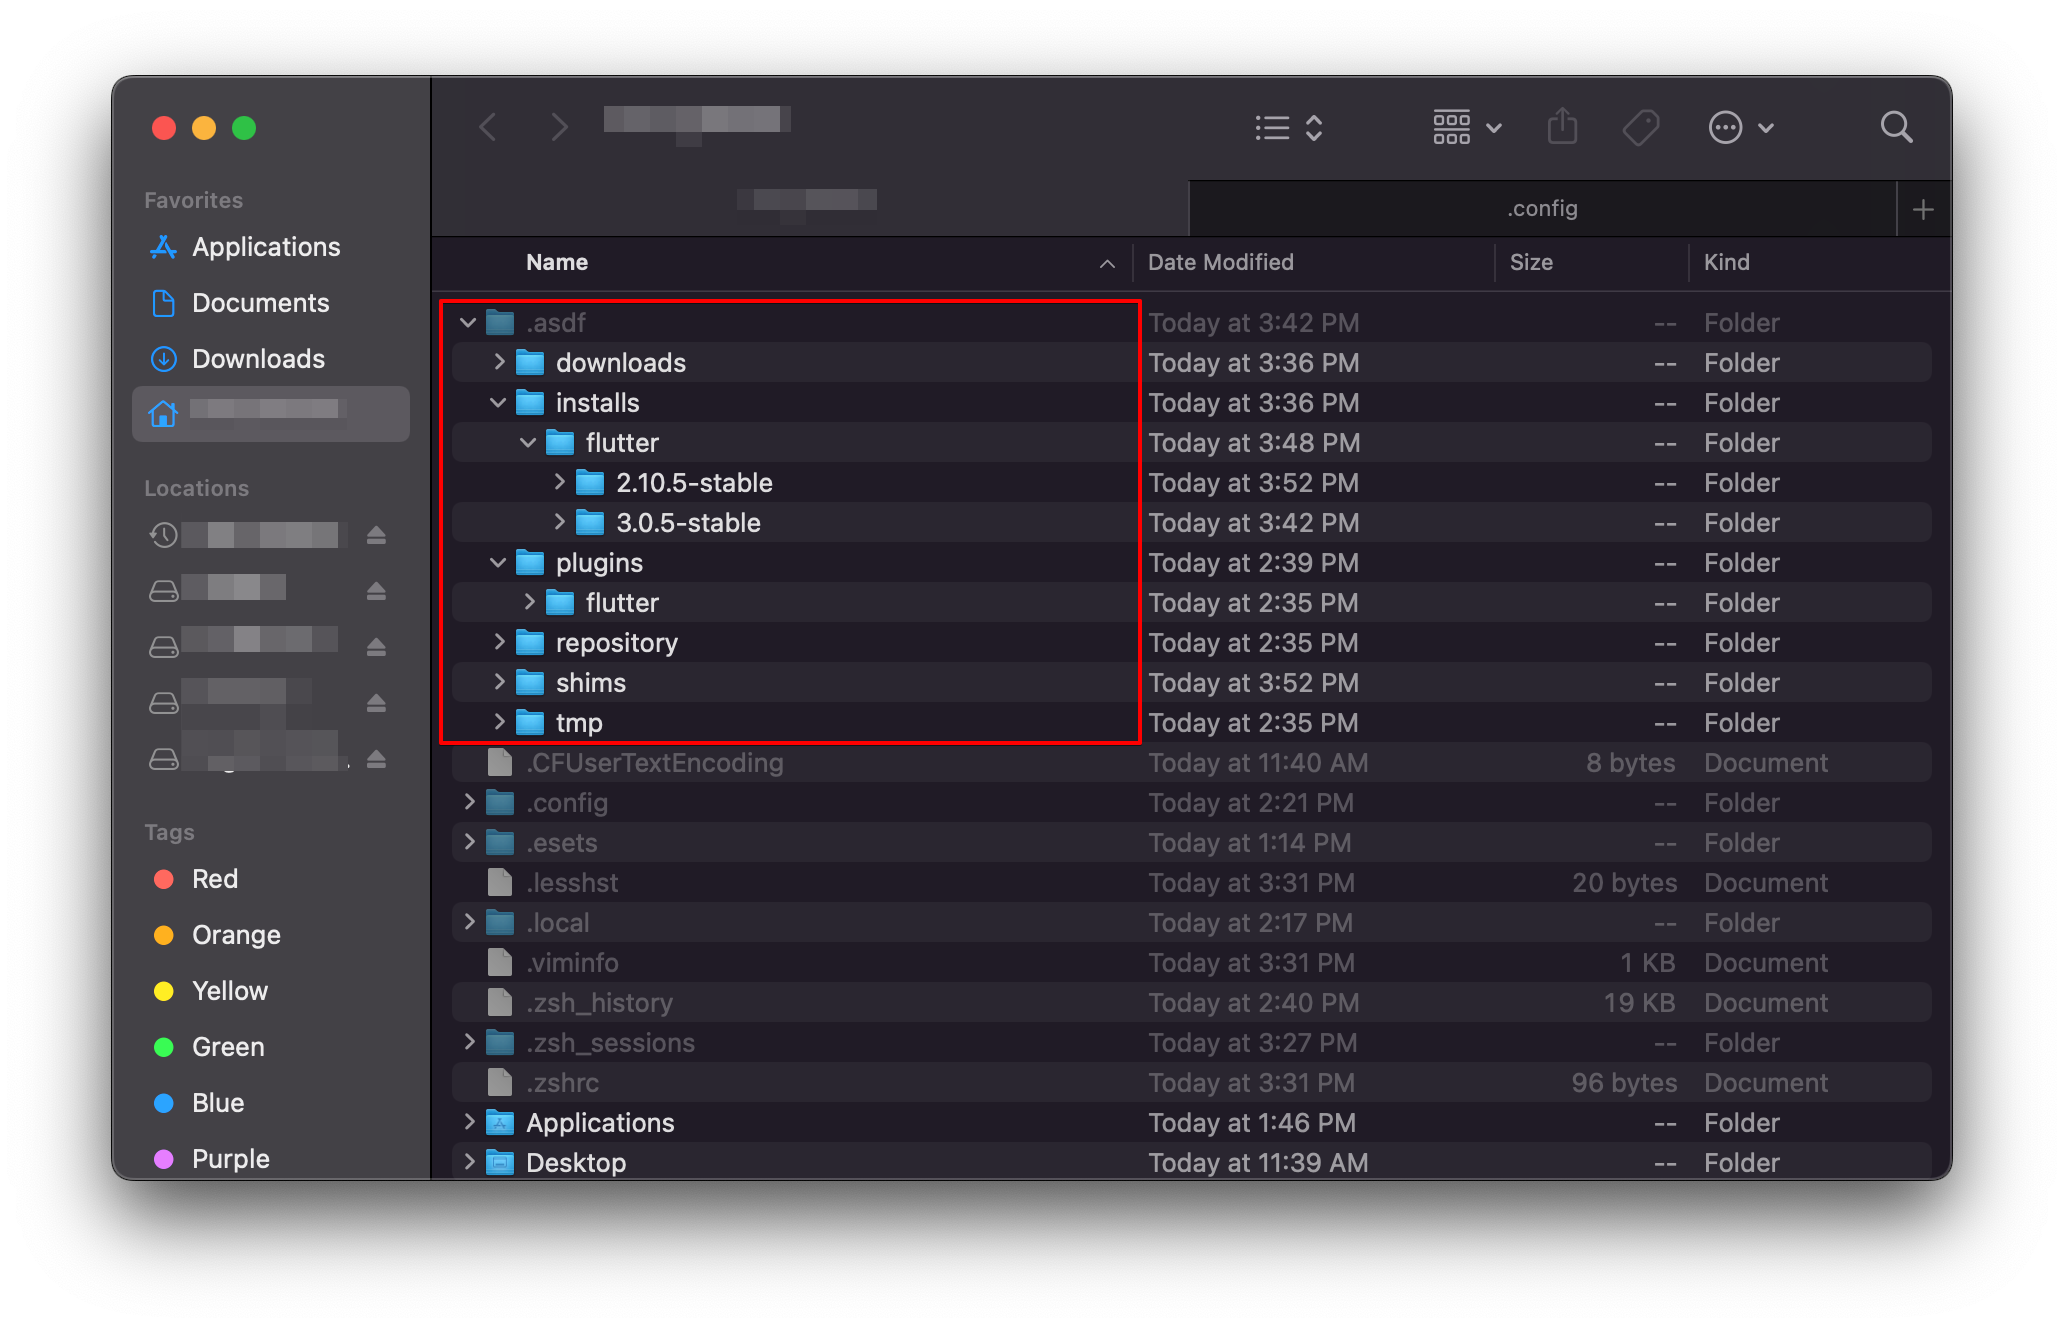 Favorites
Applications
Documents
Downloads
Locations
Tags
Red
Orange
Yellow
Green
Blue
Purple
.config
Name Date Modified Size Kind
.asdf Today at 3:42 PM -- Folder
downloads Today at 3:36 PM -- Folder
installs Today at 3:36 PM -- Folder
flutter Today at 3:48 PM -- Folder
2.10.5-stable Today at 3:52 PM -- Folder
3.0.5-stable Today at 3:42 PM -- Folder
plugins Today at 2:39 PM -- Folder
flutter Today at 2:35 PM -- Folder
repository Today at 2:35 PM -- Folder
shims Today at 3:52 PM -- Folder
tmp Today at 2:35 PM -- Folder
.CFUserTextEncoding Today at 11:40 AM 8 bytes Document
.config Today at 2:21 PM -- Folder
.esets Today at 1:14 PM -- Folder
.lesshst Today at 3:31 PM 20 bytes Document
.local Today at 2:17 PM -- Folder
.viminfo Today at 3:31 PM 1 KB Document
.zsh_history Today at 2:40 PM 19 KB Document
.zsh_sessions Today at 3:27 PM -- Folder
.zshrc Today at 3:31 PM 96 bytes Document
Applications Today at 1:46 PM -- Folder
Desktop Today at 11:39 AM -- Folder